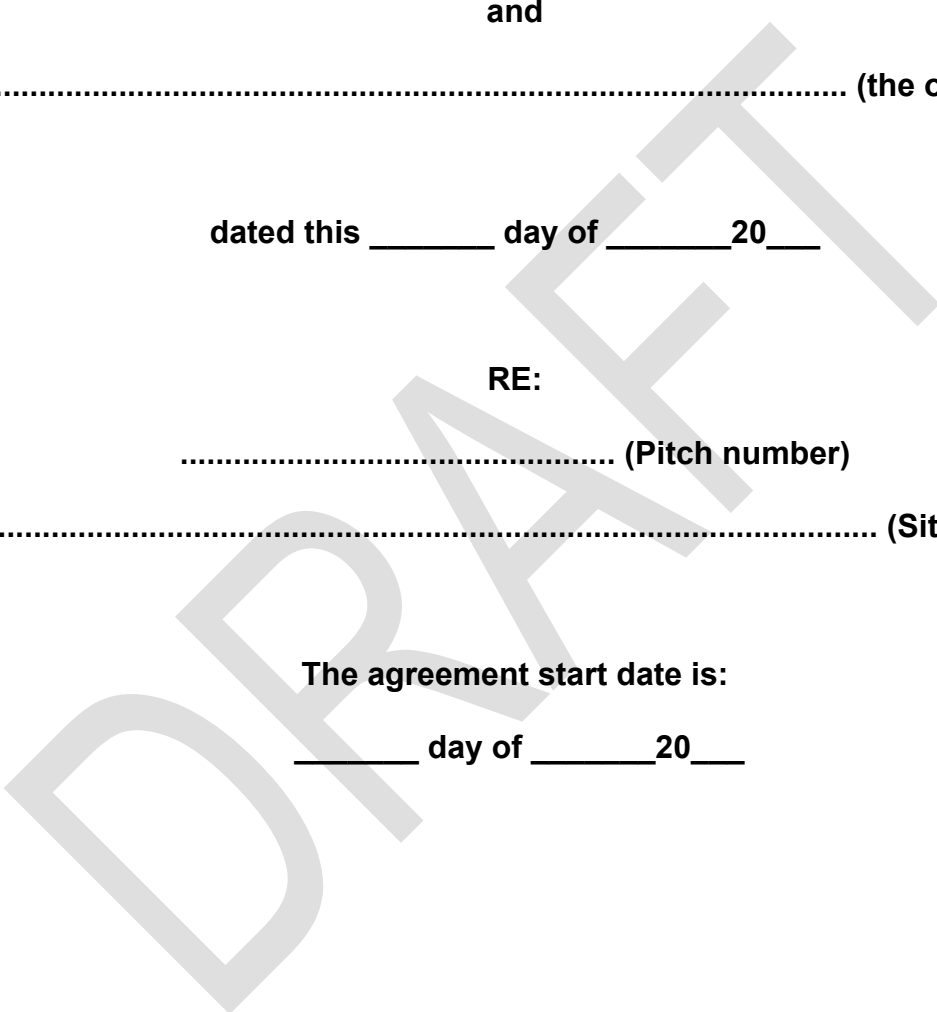 and
.................................................................................................. (the
dated this _______ day of _______20___
RE:
................................................. (Pitch number)
..................................................................................................... (Sit
The agreement start date is:
_______ day of _______20___
DRAFT